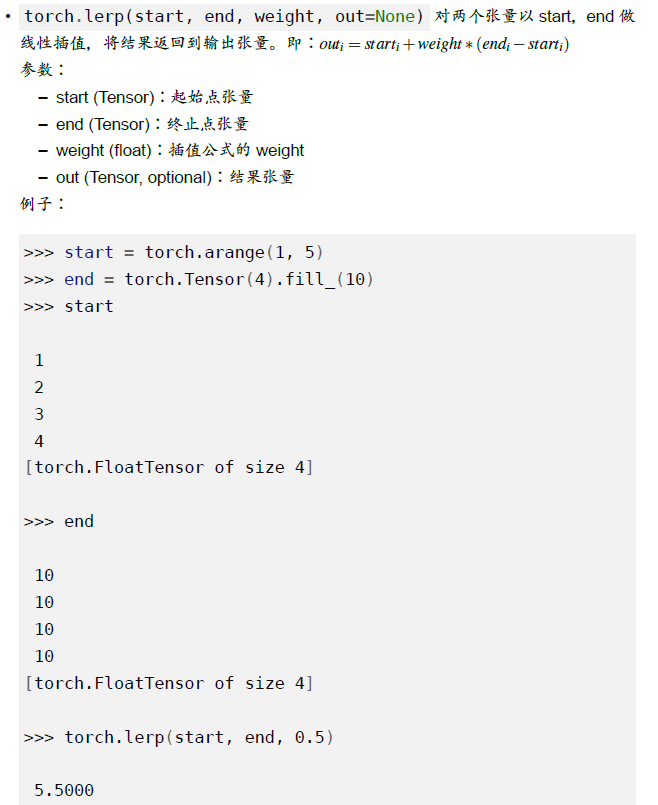 • torch.lerp(start, end, weight, out=None) 对两个张量以 start，end 做
线性插值，将结果返回到输出张量。即：outᵢ = startᵢ + weight ∗ (endᵢ − startᵢ)
参数：
– start (Tensor)：起始点张量
– end (Tensor)：终止点张量
– weight (float)：插值公式的 weight
– out (Tensor, optional)：结果张量
例子：
>>> start = torch.arange(1, 5)
>>> end = torch.Tensor(4).fill_(10)
>>> start
1
2
3
4
[torch.FloatTensor of size 4]
>>> end
10
10
10
10
[torch.FloatTensor of size 4]
>>> torch.lerp(start, end, 0.5)
5.5000